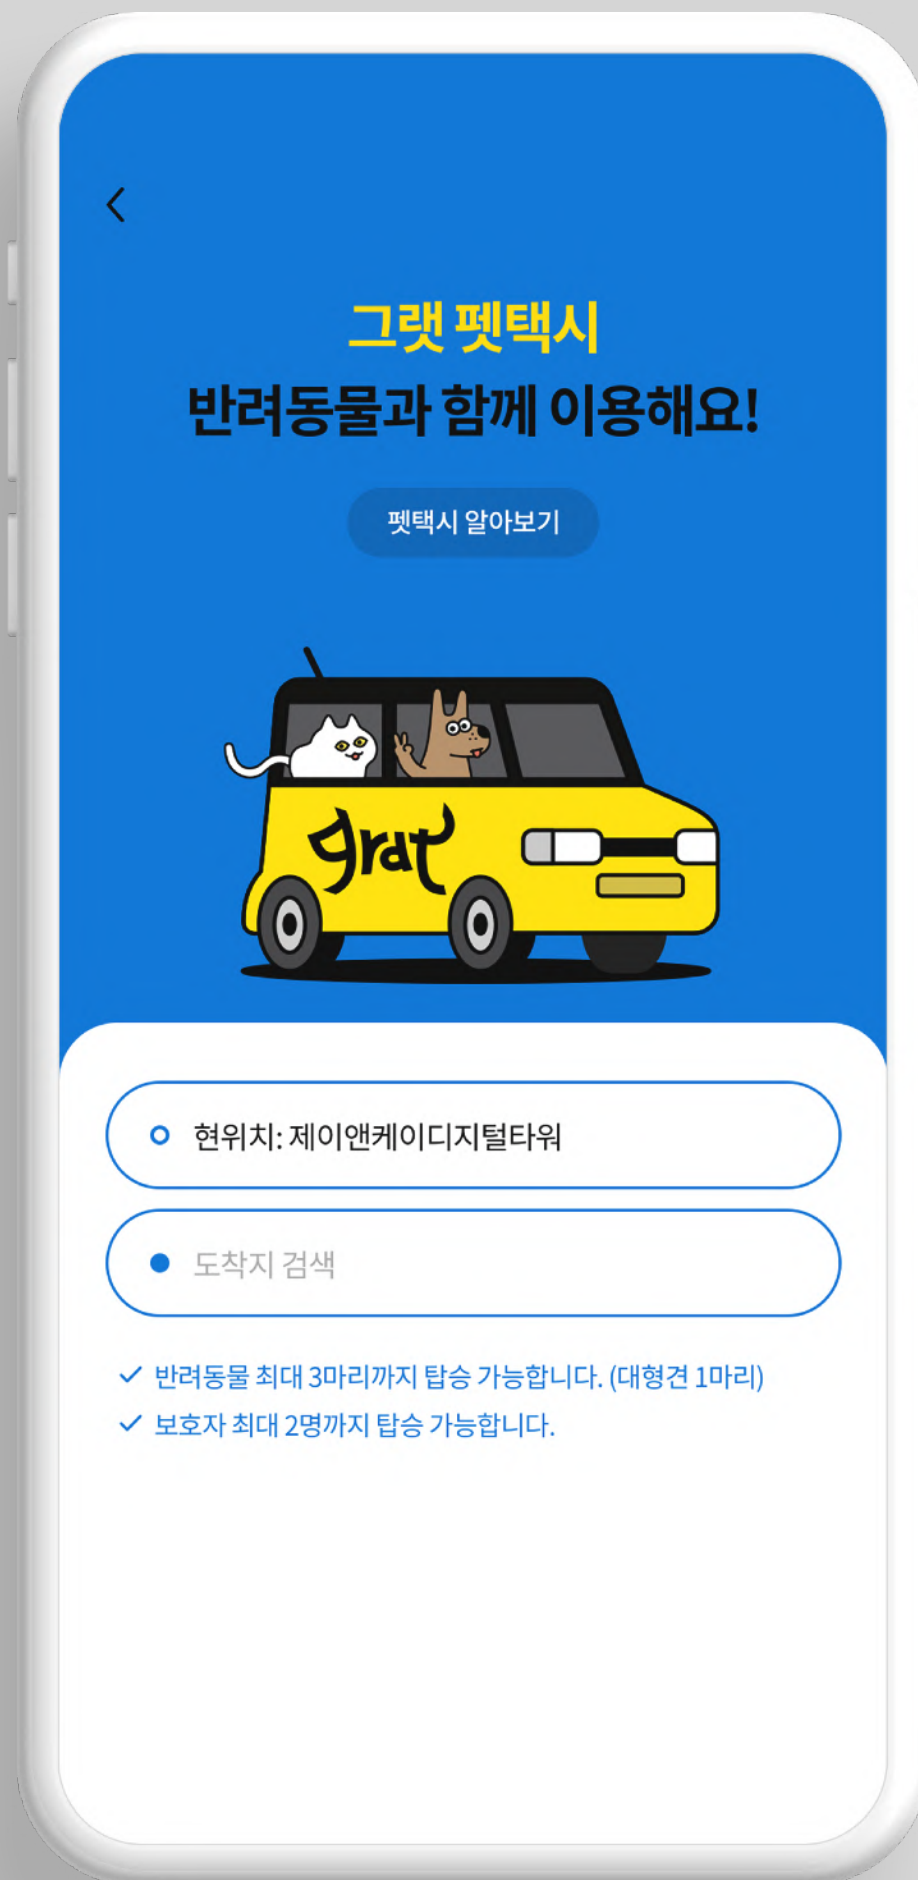 그랫 펫택시
반려동물과 함께 이용해요!
펫택시 알아보기
grat
현위치: 제이앤케이디지털타워
도착지 검색
반려동물 최대 3마리까지 탑승 가능합니다. (대형견 1마리)
보호자 최대 2명까지 탑승 가능합니다.